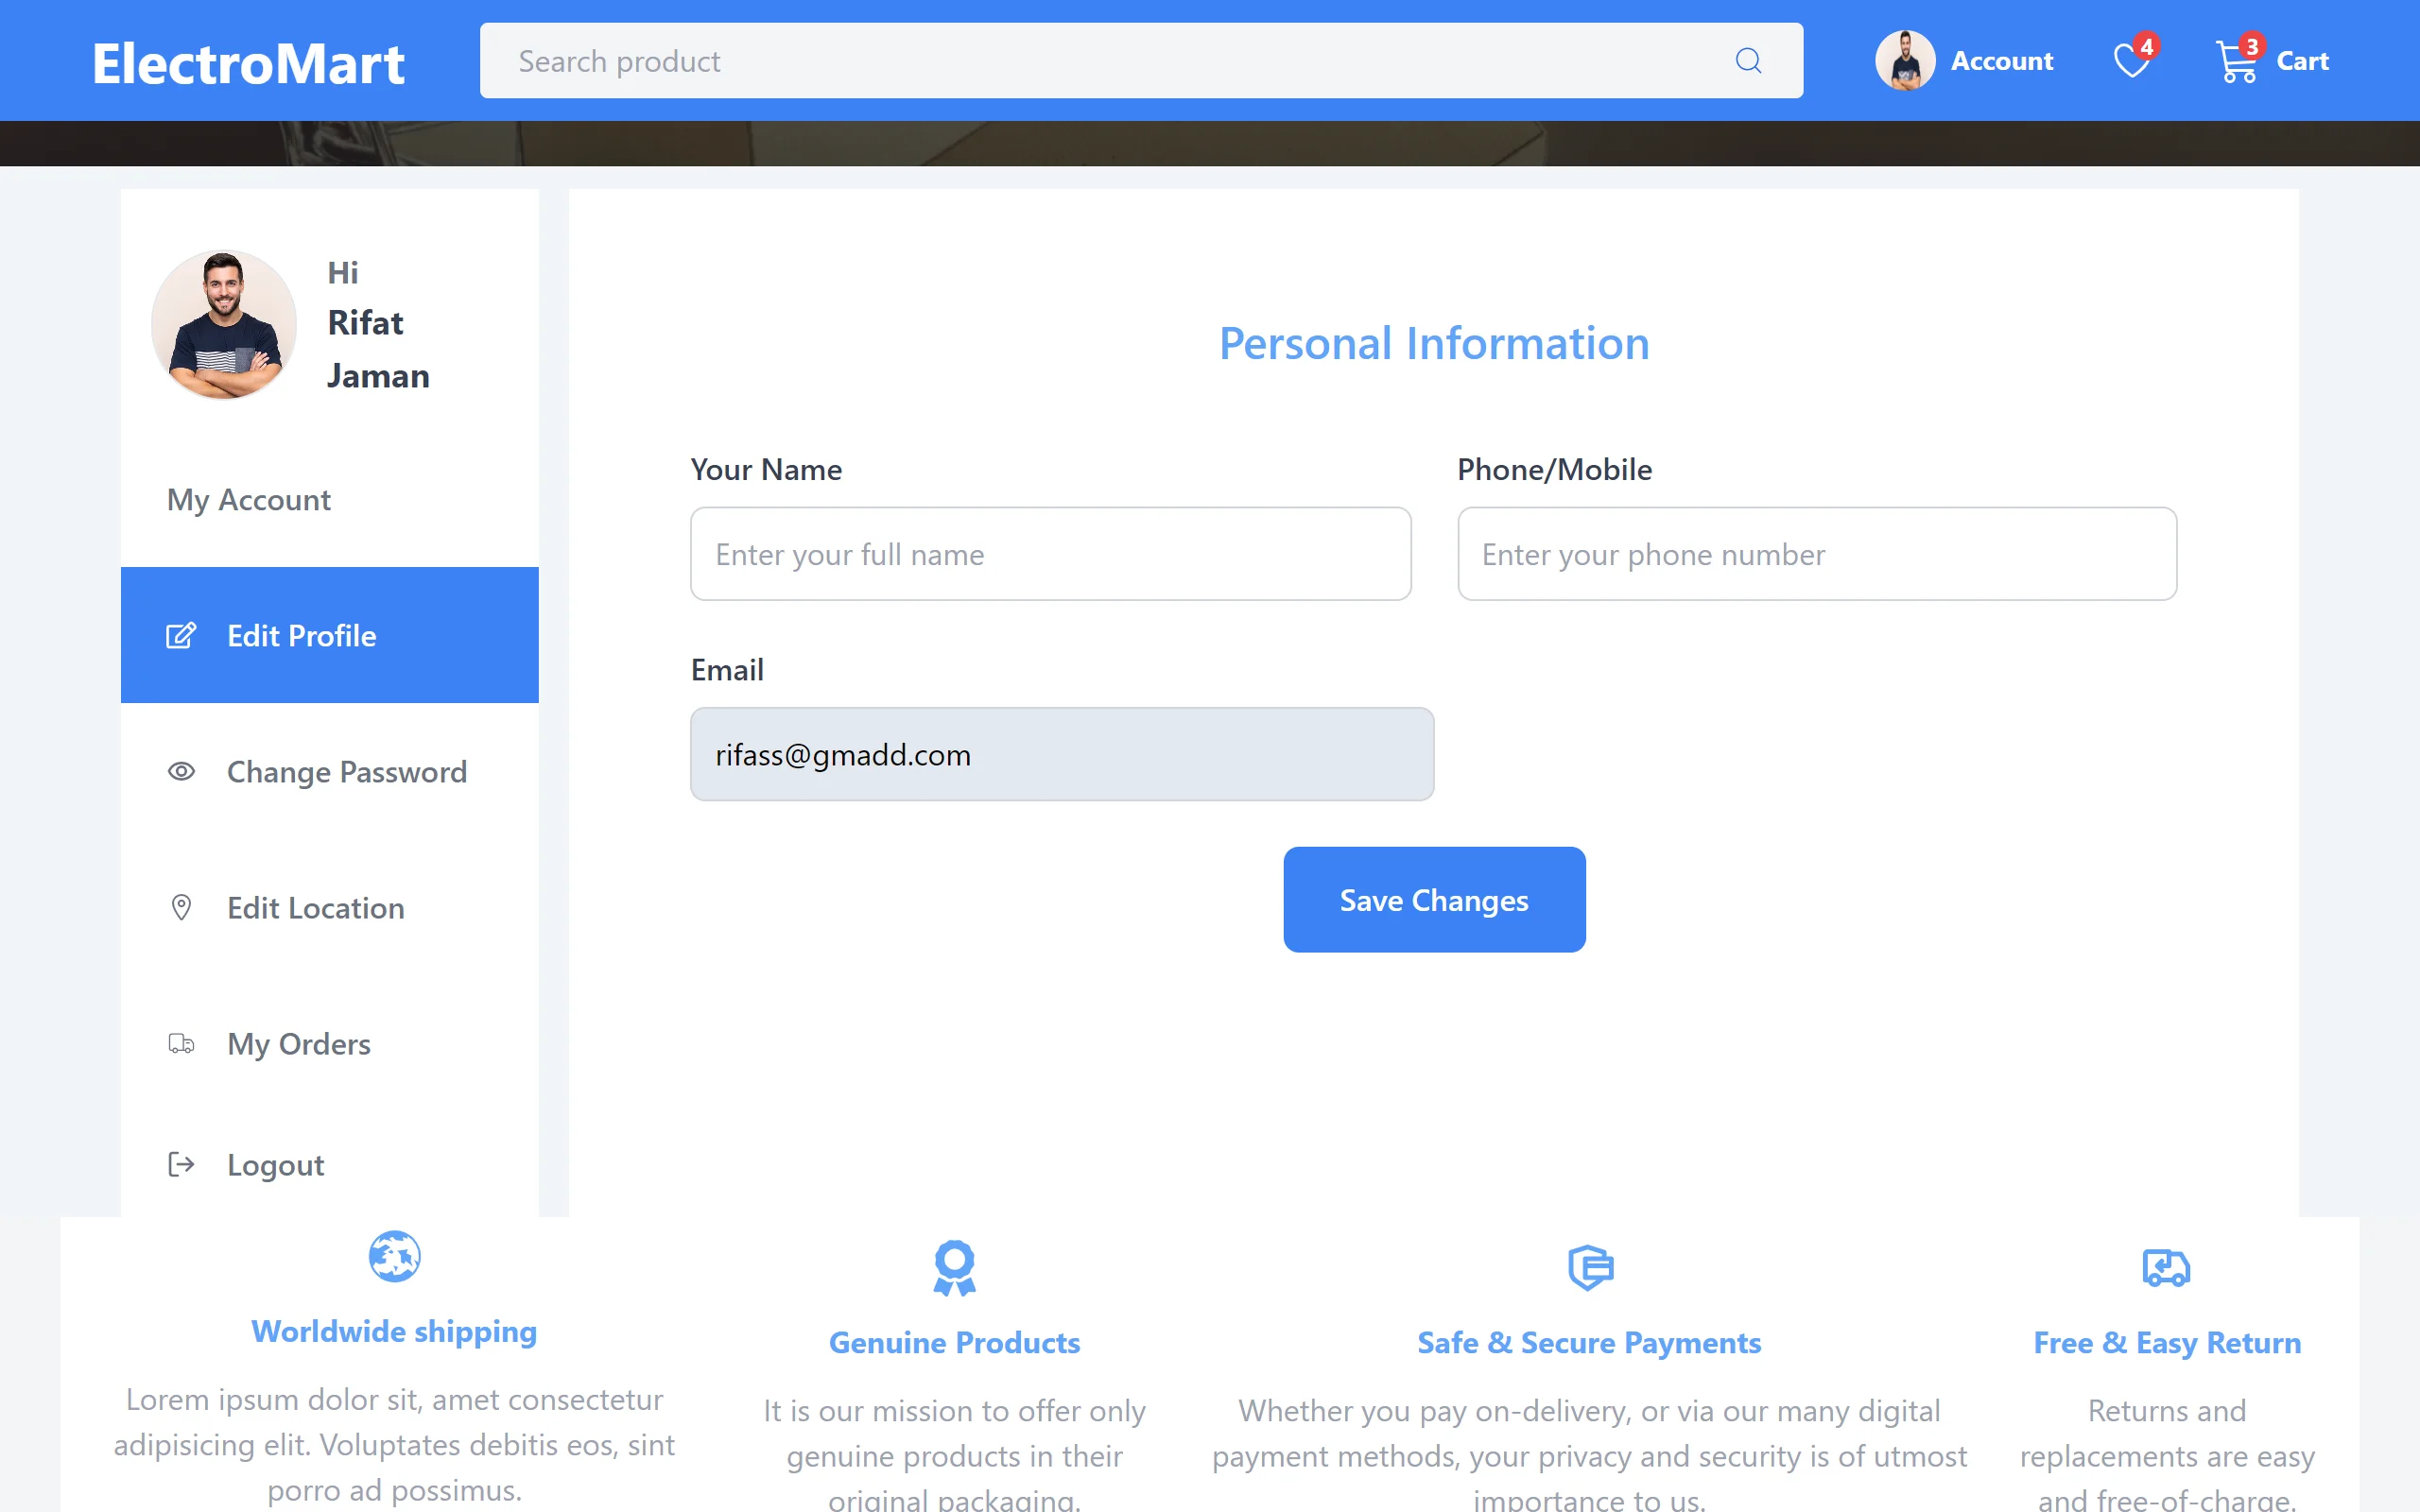 ElectroMart
Search product
Account
4
3
Cart
Hi
Rifat
Jaman
My Account
Edit Profile
Change Password
Edit Location
My Orders
Logout
Personal Information
Your Name
Phone/Mobile
Enter your full name
Enter your phone number
Email
rifass@gmadd.com
Save Changes
Worldwide shipping
Lorem ipsum dolor sit, amet consectetur
adipisicing elit. Voluptates debitis eos, sint
porro ad possimus.
Genuine Products
It is our mission to offer only
genuine products in their
original packaging.
Safe & Secure Payments
Whether you pay on-delivery, or via our many digital
payment methods, your privacy and security is of utmost
importance to us.
Free & Easy Return
Returns and
replacements are easy
and free-of-charge.